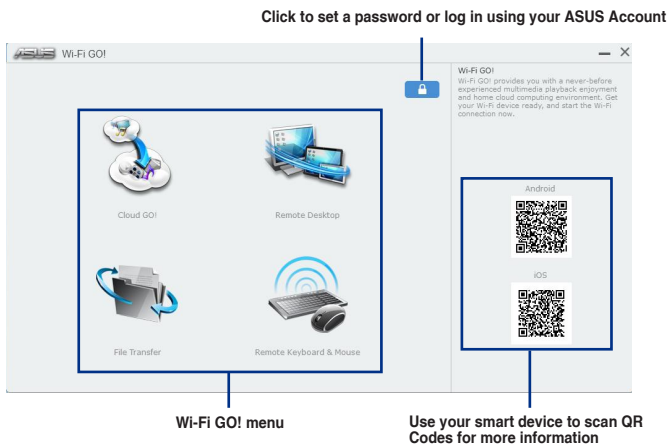 Click to set a password or log in using your ASUS Account
ASUS Wi-Fi GO!
Wi-Fi GO!
Wi-Fi GO! provides you with a never-before
experienced multimedia playback enjoyment
and home cloud computing environment. Get
your Wi-Fi device ready, and start the Wi-Fi
connection now.
Cloud GO!
Remote Desktop
File Transfer
Remote Keyboard & Mouse
Android
iOS
Wi-Fi GO! menu
Use your smart device to scan QR
Codes for more information